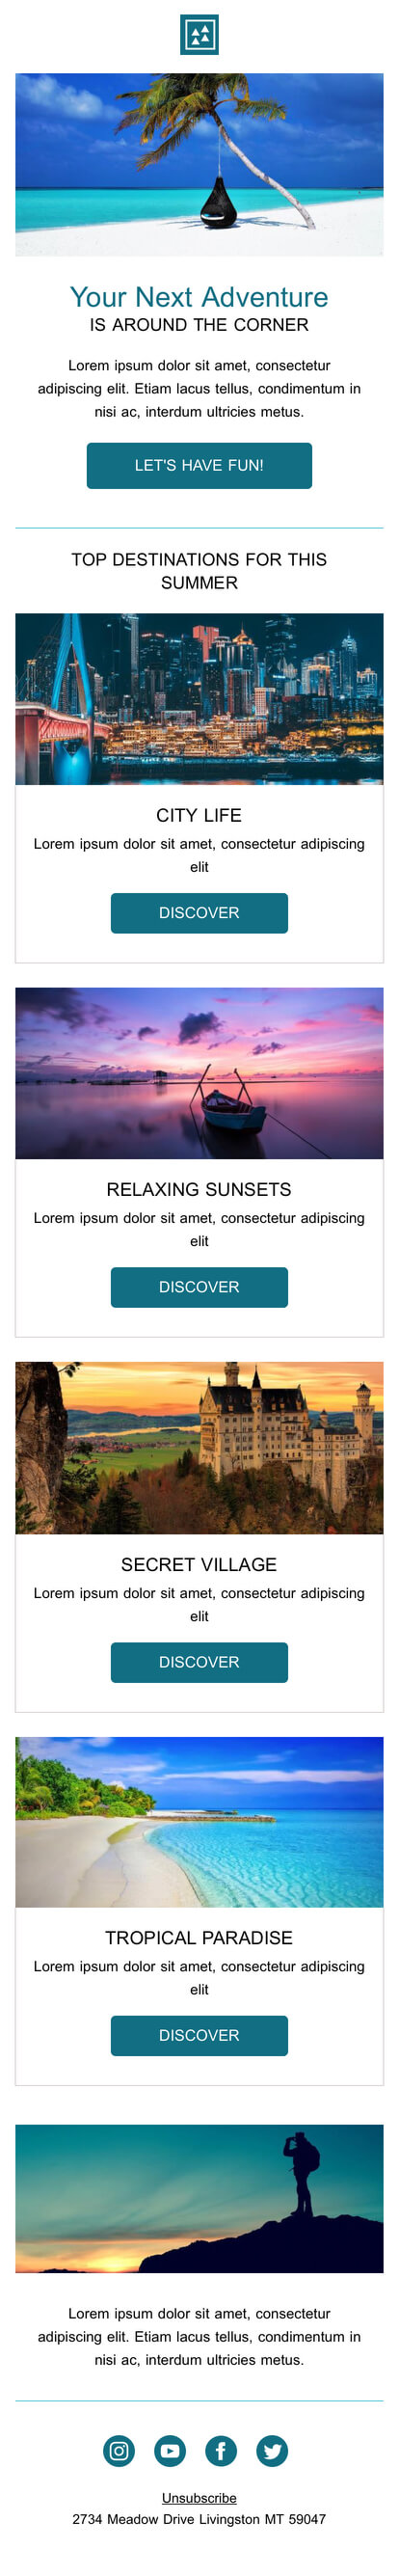 Your Next Adventure
IS AROUND THE CORNER
Lorem ipsum dolor sit amet, consectetur
adipiscing elit. Etiam lacus tellus, condimentum in
nisi ac, interdum ultricies metus.
LET'S HAVE FUN!
TOP DESTINATIONS FOR THIS
SUMMER
CITY LIFE
Lorem ipsum dolor sit amet, consectetur adipiscing
elit
DISCOVER
RELAXING SUNSETS
Lorem ipsum dolor sit amet, consectetur adipiscing
elit
DISCOVER
SECRET VILLAGE
Lorem ipsum dolor sit amet, consectetur adipiscing
elit
DISCOVER
TROPICAL PARADISE
Lorem ipsum dolor sit amet, consectetur adipiscing
elit
DISCOVER
Lorem ipsum dolor sit amet, consectetur
adipiscing elit. Etiam lacus tellus, condimentum in
nisi ac, interdum ultricies metus.
Unsubscribe
2734 Meadow Drive Livingston MT 59047